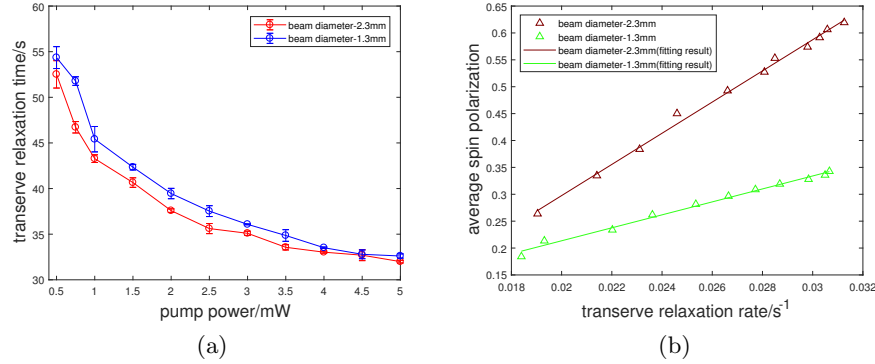 beam diameter-2.3mm
beam diameter-1.3mm
60
55
50
45
40
35
30
transerve relaxation time/s
0.5 1 1.5 2 2.5 3 3.5 4 4.5 5
pump power/mW
(a)
beam diameter-2.3mm
beam diameter-1.3mm
beam diameter-2.3mm(fitting result)
beam diameter-1.3mm(fitting result)
0.65
0.6
0.55
0.5
0.45
0.4
0.35
0.3
0.25
0.2
0.15
average spin polarization
0.018 0.02 0.022 0.024 0.026 0.028 0.03 0.032
transerve relaxation rate/s⁻¹
(b)